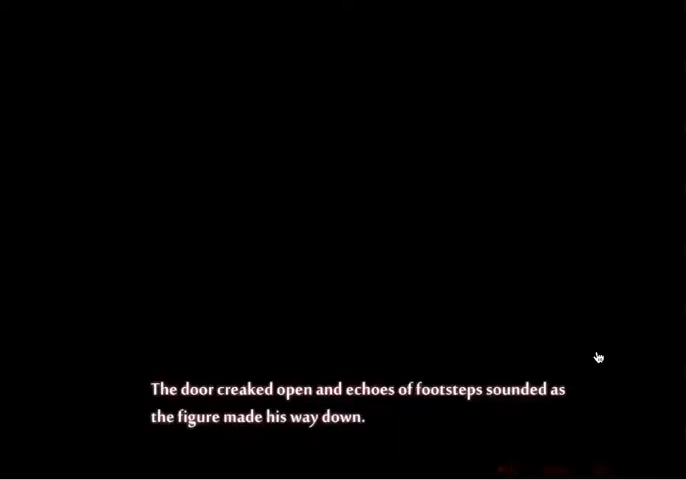 The door creaked open and echoes of footsteps sounded as
the figure made his way down.